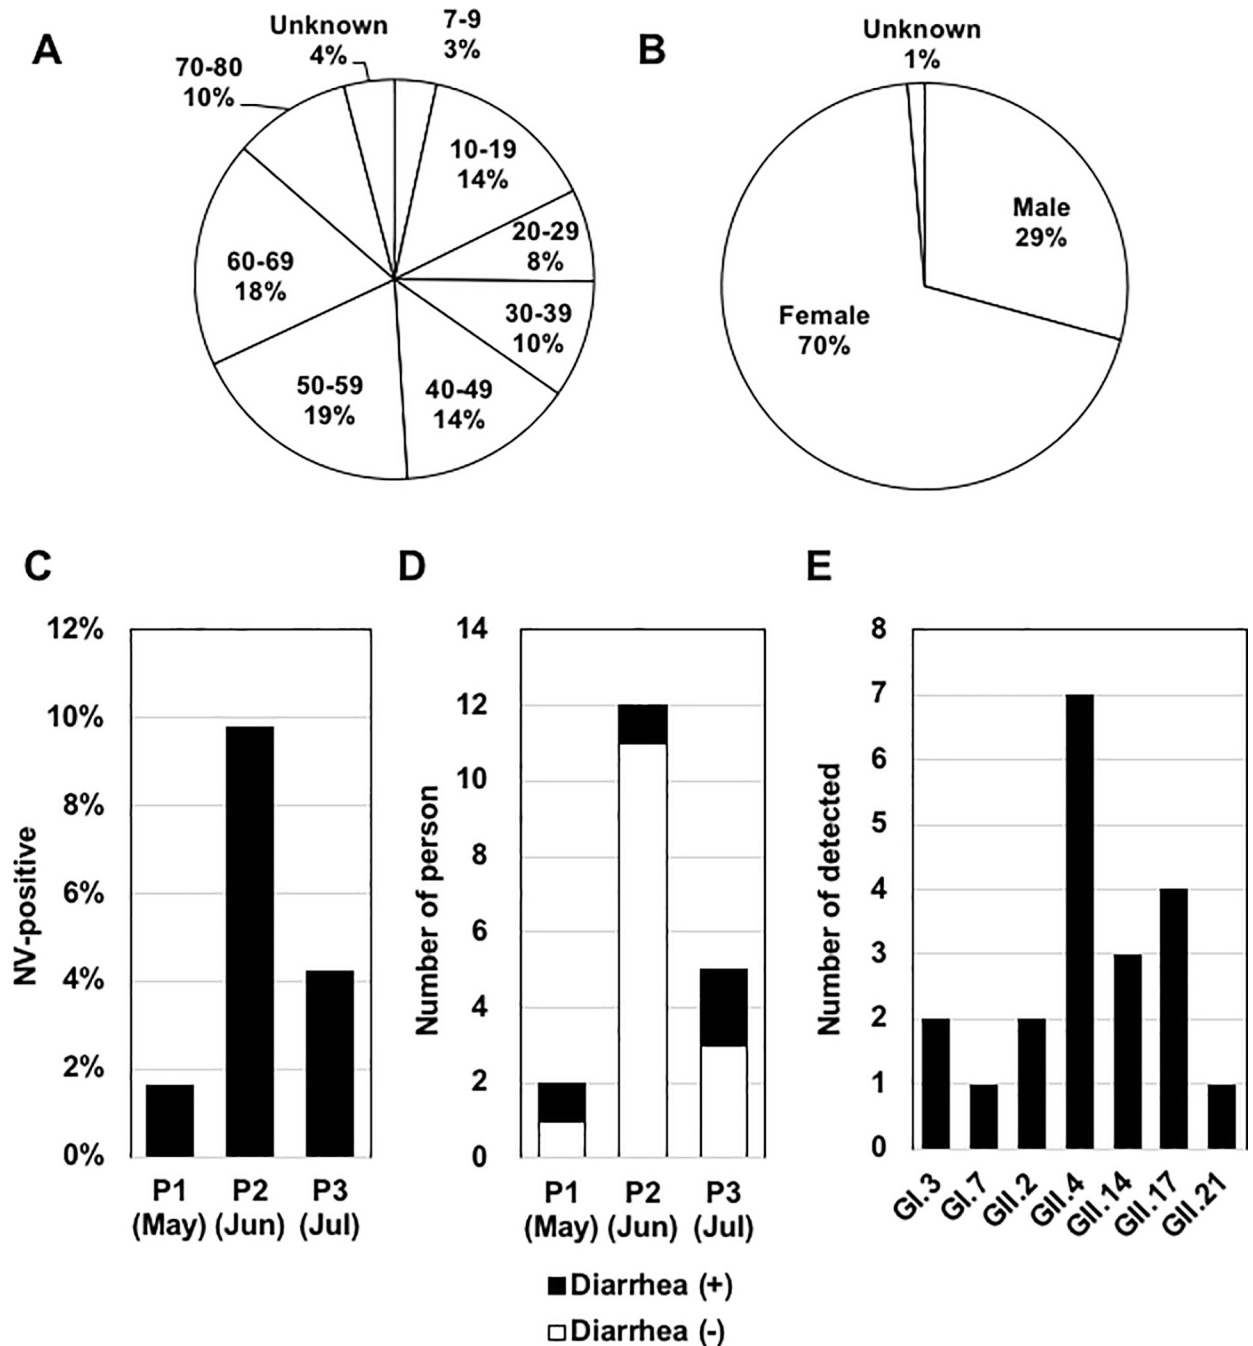 A
Unknown
4%
7-9
3%
70-80
10%
10-19
14%
20-29
8%
30-39
10%
40-49
14%
50-59
19%
60-69
18%
B
Unknown
1%
Male
29%
Female
70%
C
12%
10%
8%
6%
4%
2%
0%
NV-positive
P1 P2 P3
(May) (Jun) (Jul)
D
14
12
10
8
6
4
2
0
Number of person
P1 P2 P3
(May) (Jun) (Jul)
Diarrhea (+)
Diarrhea (-)
E
8
7
6
5
4
3
2
1
0
Number of detected
GI.3
GI.7
GII.2
GII.4
GII.14
GII.17
GII.21